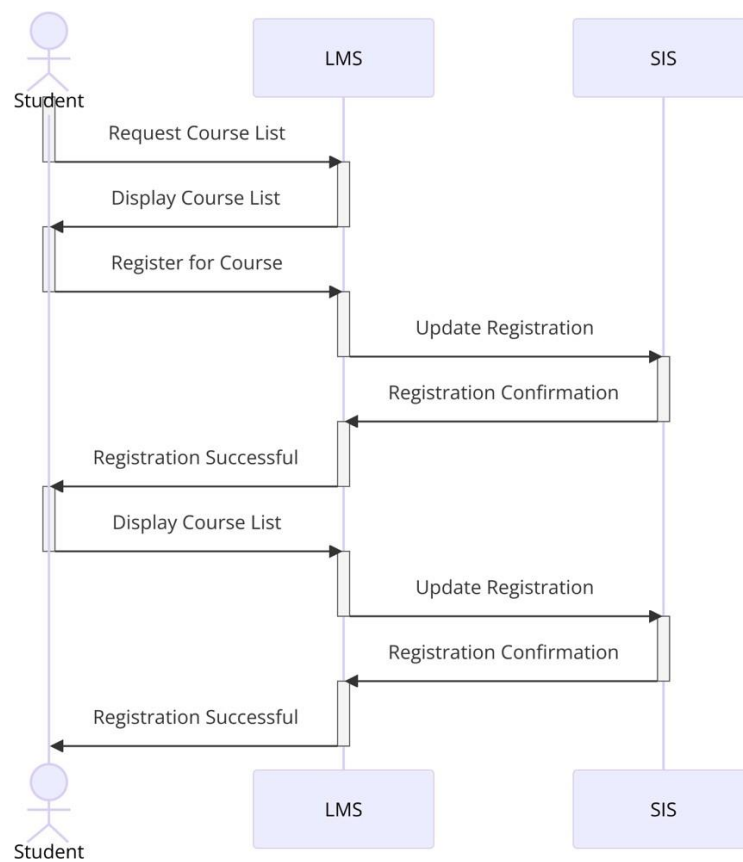 LMS
SIS
Student
Request Course List
Display Course List
Register for Course
Update Registration
Registration Confirmation
Registration Successful
Display Course List
Update Registration
Registration Confirmation
Registration Successful
LMS
SIS
Student